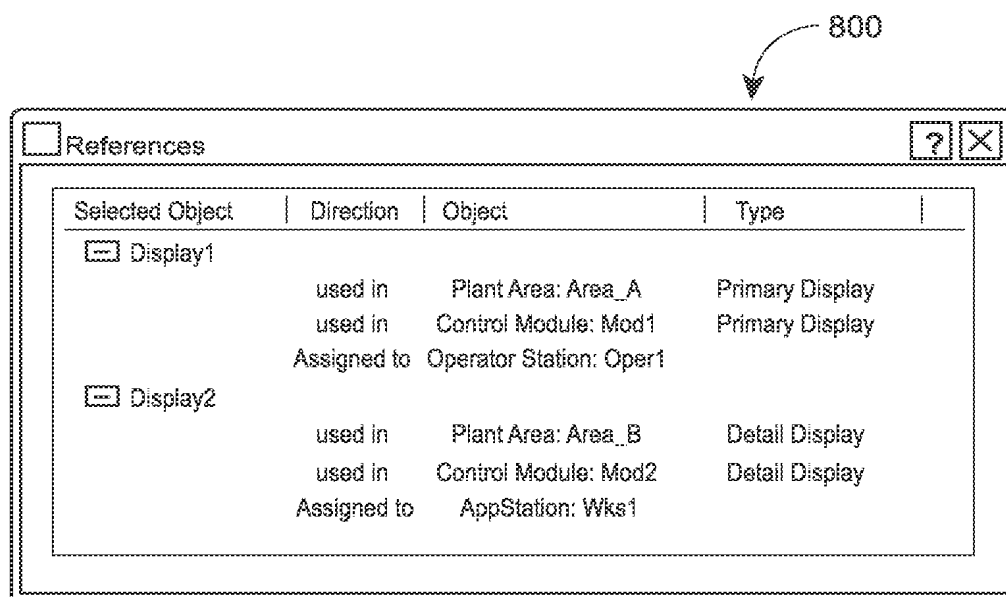 800
References ? X
Selected Object Direction Object Type
Display1
used in Plant Area: Area_A Primary Display
used in Control Module: Mod1 Primary Display
Assigned to Operator Station: Oper1
Display2
used in Plant Area: Area_B Detail Display
used in Control Module: Mod2 Detail Display
Assigned to AppStation: Wks1